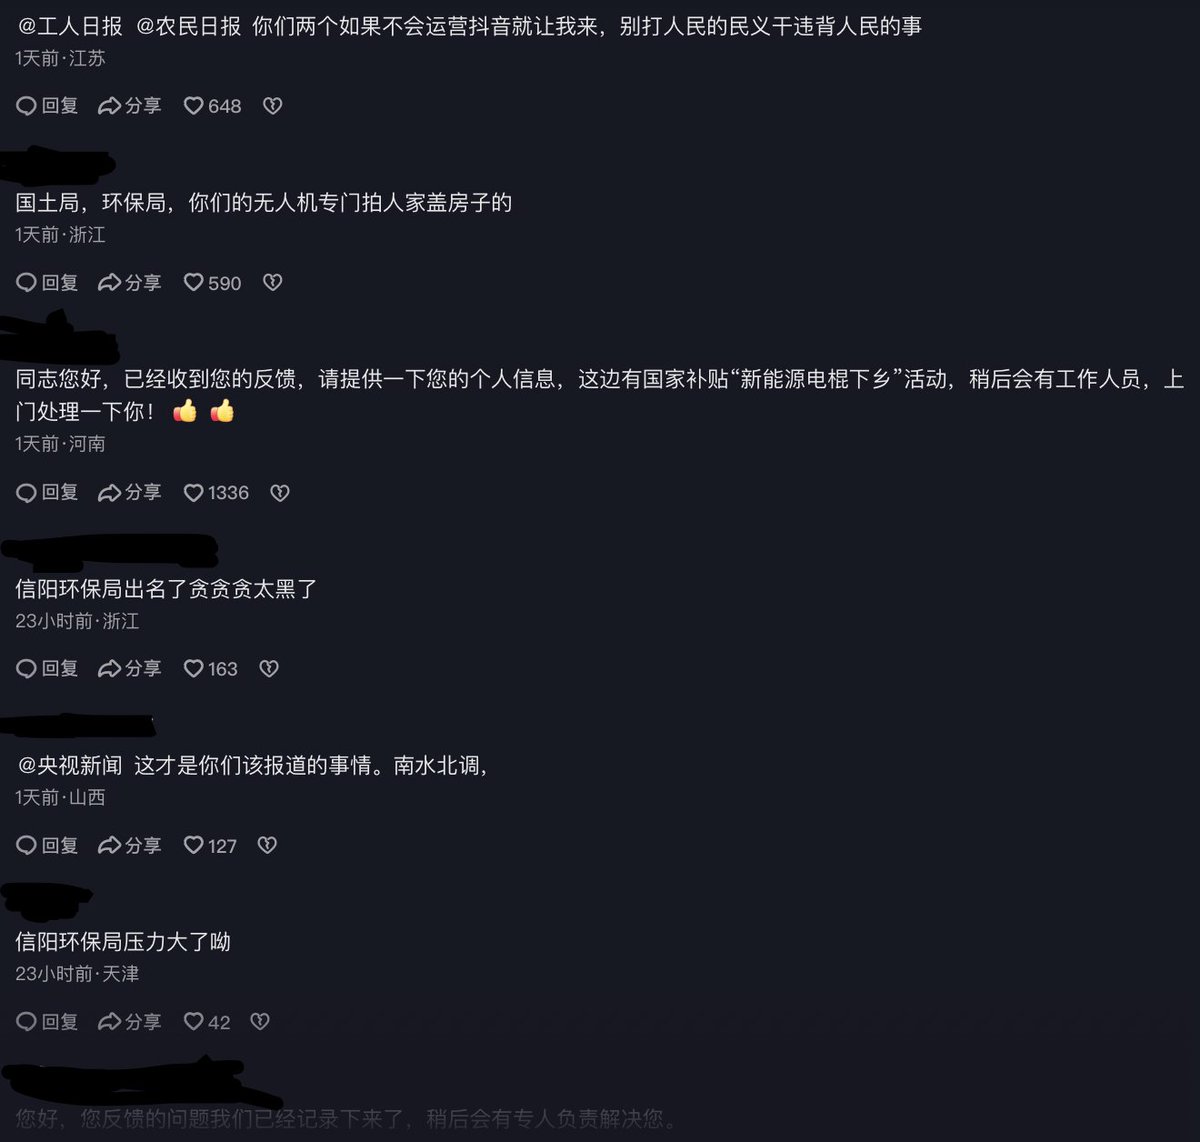 @工人日报 @农民日报 你们两个如果不会运营抖音就让我来，别打人民的民义干违背人民的事
1天前·江苏
回复 分享 648
国土局，环保局，你们的无人机专门拍人家盖房子的
1天前·浙江
回复 分享 590
同志您好，已经收到您的反馈，请提供一下您的个人信息，这边有国家补贴“新能源电棍下乡”活动，稍后会有工作人员，上
门处理一下你！👍 👍
1天前·河南
回复 分享 1336
信阳环保局出名了贪贪贪太黑了
23小时前·浙江
回复 分享 163
@央视新闻 这才是你们该报道的事情。南水北调，
1天前·山西
回复 分享 127
信阳环保局压力大了呦
23小时前·天津
回复 分享 42
您好，您反馈的问题我们已经记录下来了，稍后会有专人负责解决您。